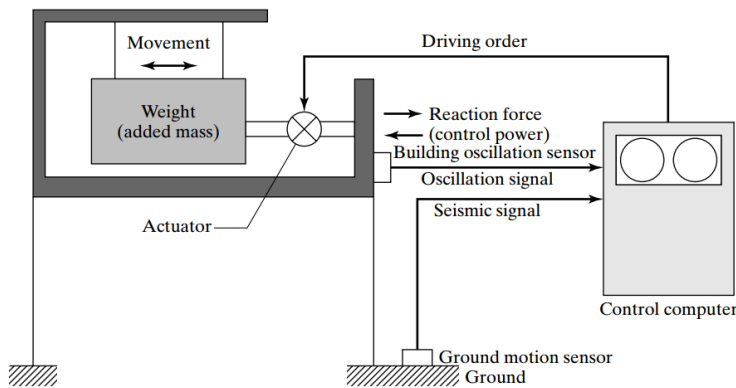 Movement
Driving order
Weight
(added mass)
Reaction force
(control power)
Building oscillation sensor
Oscillation signal
Seismic signal
Actuator
Control computer
Ground motion sensor
Ground